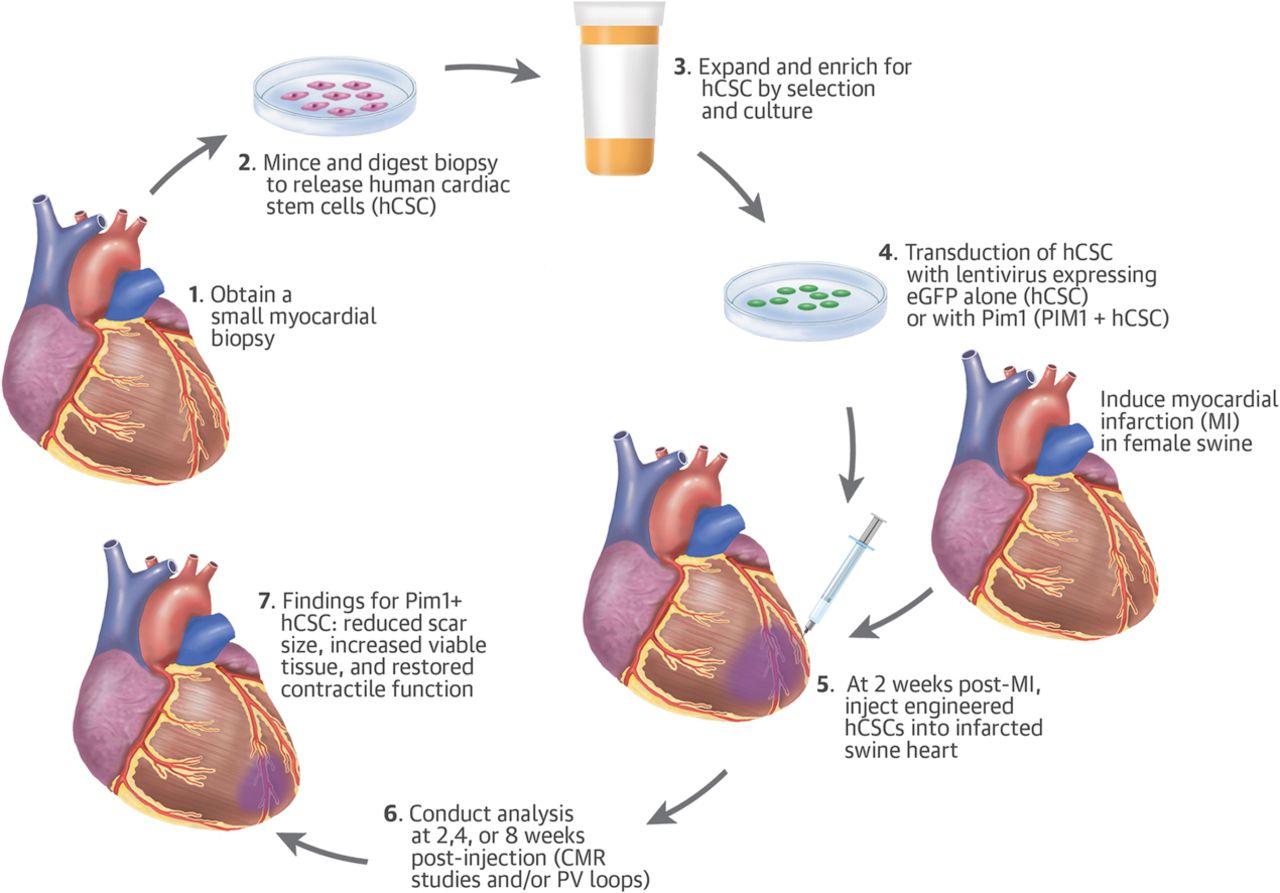 1. Obtain a
small myocardial
biopsy
2. Mince and digest biopsy
to release human cardiac
stem cells (hCSC)
3. Expand and enrich for
hCSC by selection
and culture
4. Transduction of hCSC
with lentivirus expressing
eGFP alone (hCSC)
or with Pim1 (PIM1 + hCSC)
Induce myocardial
infarction (MI)
in female swine
5. At 2 weeks post-MI,
inject engineered
hCSCs into infarcted
swine heart
6. Conduct analysis
at 2,4, or 8 weeks
post-injection (CMR
studies and/or PV loops)
7. Findings for Pim1+
hCSC: reduced scar
size, increased viable
tissue, and restored
contractile function